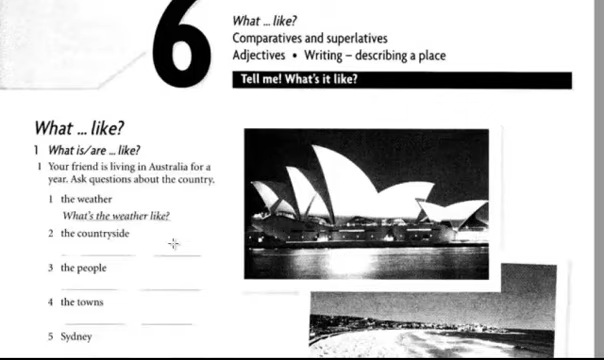 6
What ... like?
Comparatives and superlatives
Adjectives • Writing – describing a place
Tell me! What's it like?
What ... like?
1 What is/are ... like?
1 Your friend is living in Australia for a
year. Ask questions about the country.
1 the weather
What's the weather like?
2 the countryside
3 the people
4 the towns
5 Sydney